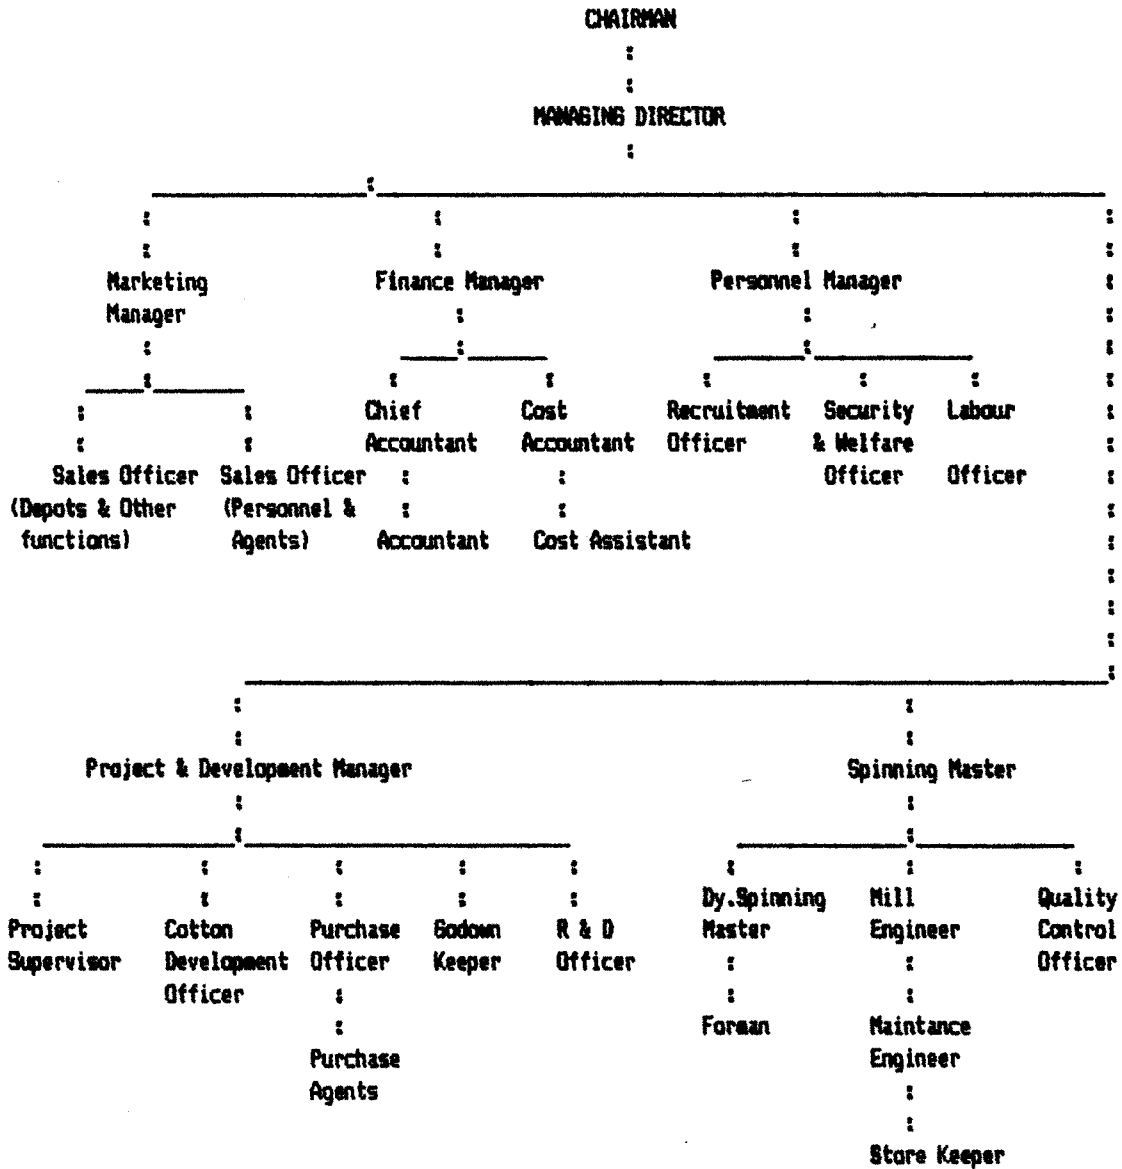 CHAIRMAN
MANAGING DIRECTOR
Marketing Finance Manager Personnel Manager
Manager
Chief Cost Recruitment Security Labour
Accountant Accountant Officer & Welfare
Sales Officer Sales Officer Officer Officer
(Depots & Other (Personnel &
functions) Agents) Accountant Cost Assistant
Project & Development Manager Spinning Master
Dy.Spinning Mill Quality
Project Cotton Purchase Godown R & D Master Engineer Control
Supervisor Development Officer Keeper Officer Officer
Officer
Forman Maintance
Purchase Engineer
Agents
Store Keeper